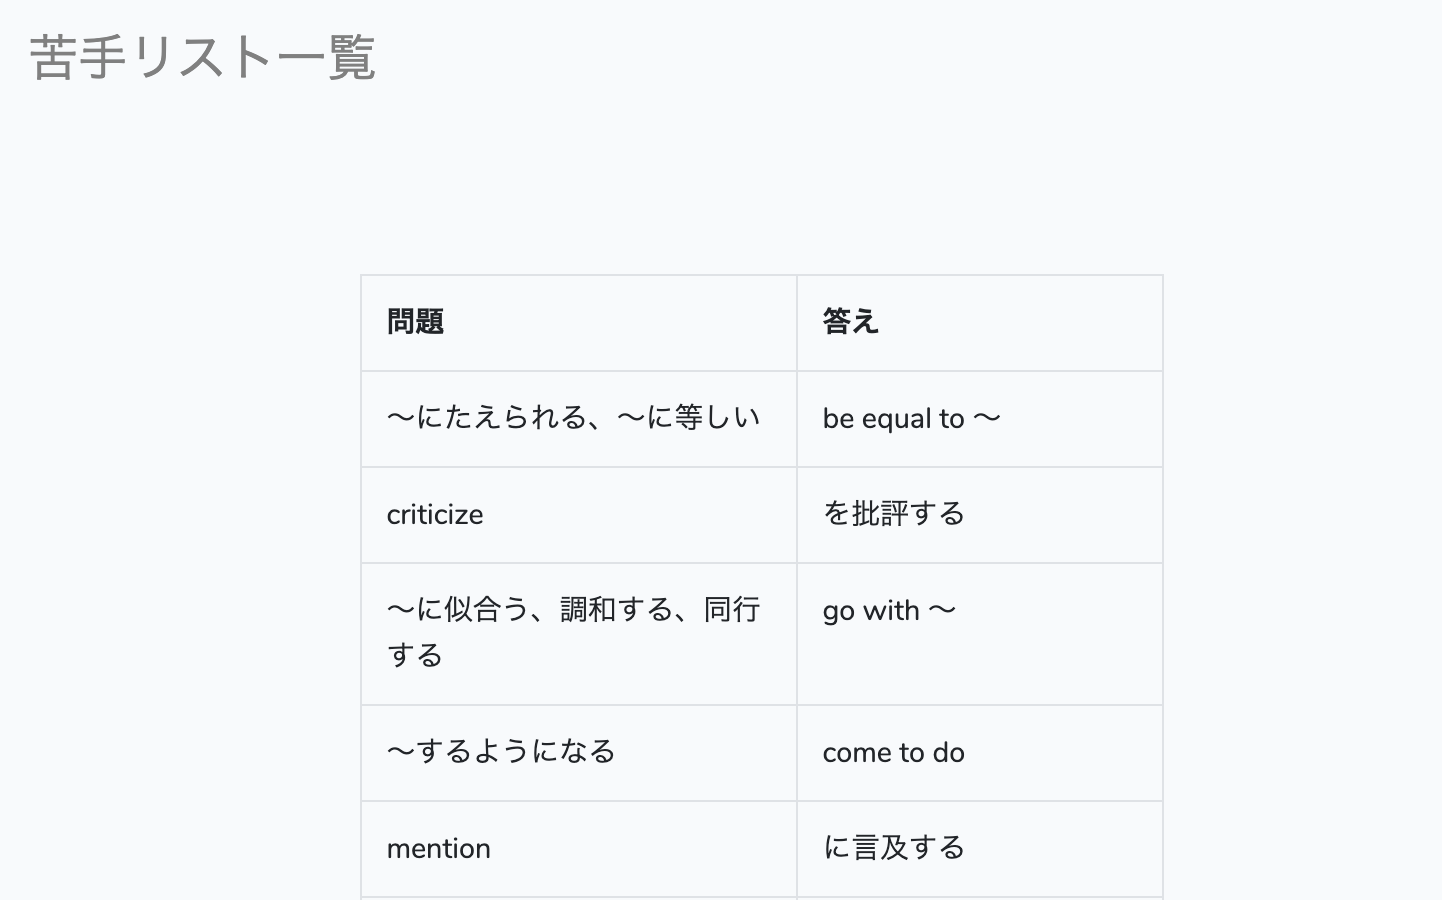 苦手リスト一覧
問題
答え
〜にたえられる、〜に等しい
be equal to 〜
criticize
を批評する
〜に似合う、調和する、同行
する
go with 〜
〜するようになる
come to do
mention
に言及する